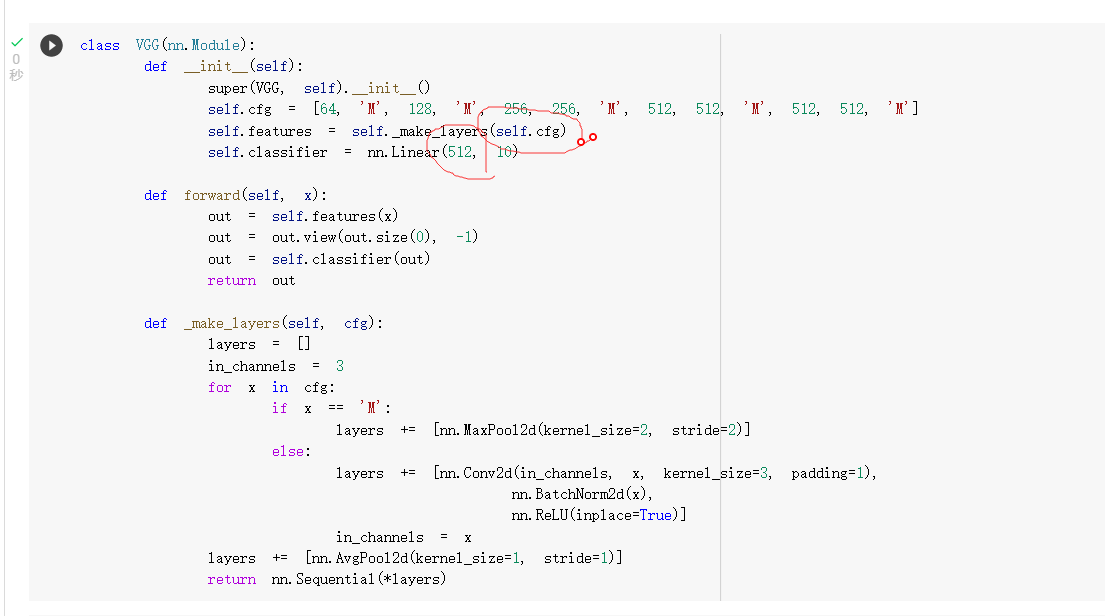 class VGG(nn.Module):
def __init__(self):
super(VGG, self).__init__()
self.cfg = [64, 'M', 128, 'M', 256, 256, 'M', 512, 512, 'M', 512, 512, 'M']
self.features = self._make_layers(self.cfg)
self.classifier = nn.Linear(512, 10)
def forward(self, x):
out = self.features(x)
out = out.view(out.size(0), -1)
out = self.classifier(out)
return out
def _make_layers(self, cfg):
layers = []
in_channels = 3
for x in cfg:
if x == 'M':
layers += [nn.MaxPool2d(kernel_size=2, stride=2)]
else:
layers += [nn.Conv2d(in_channels, x, kernel_size=3, padding=1),
nn.BatchNorm2d(x),
nn.ReLU(inplace=True)]
in_channels = x
layers += [nn.AvgPool2d(kernel_size=1, stride=1)]
return nn.Sequential(*layers)
0
秒